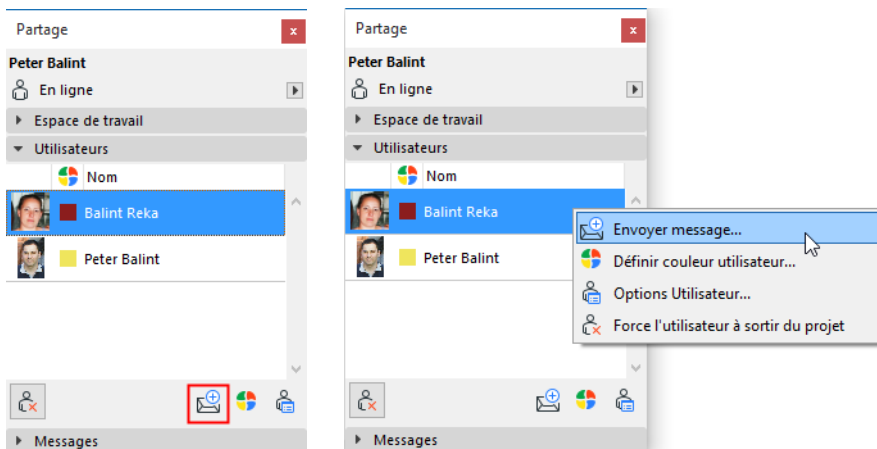 Partage
x
Peter Balint
En ligne
Espace de travail
Utilisateurs
Nom
Balint Reka
Peter Balint
Messages
Partage
x
Peter Balint
En ligne
Espace de travail
Utilisateurs
Nom
Balint Reka
Peter Balint
Envoyer message...
Définir couleur utilisateur...
Options Utilisateur...
Force l'utilisateur à sortir du projet
Messages